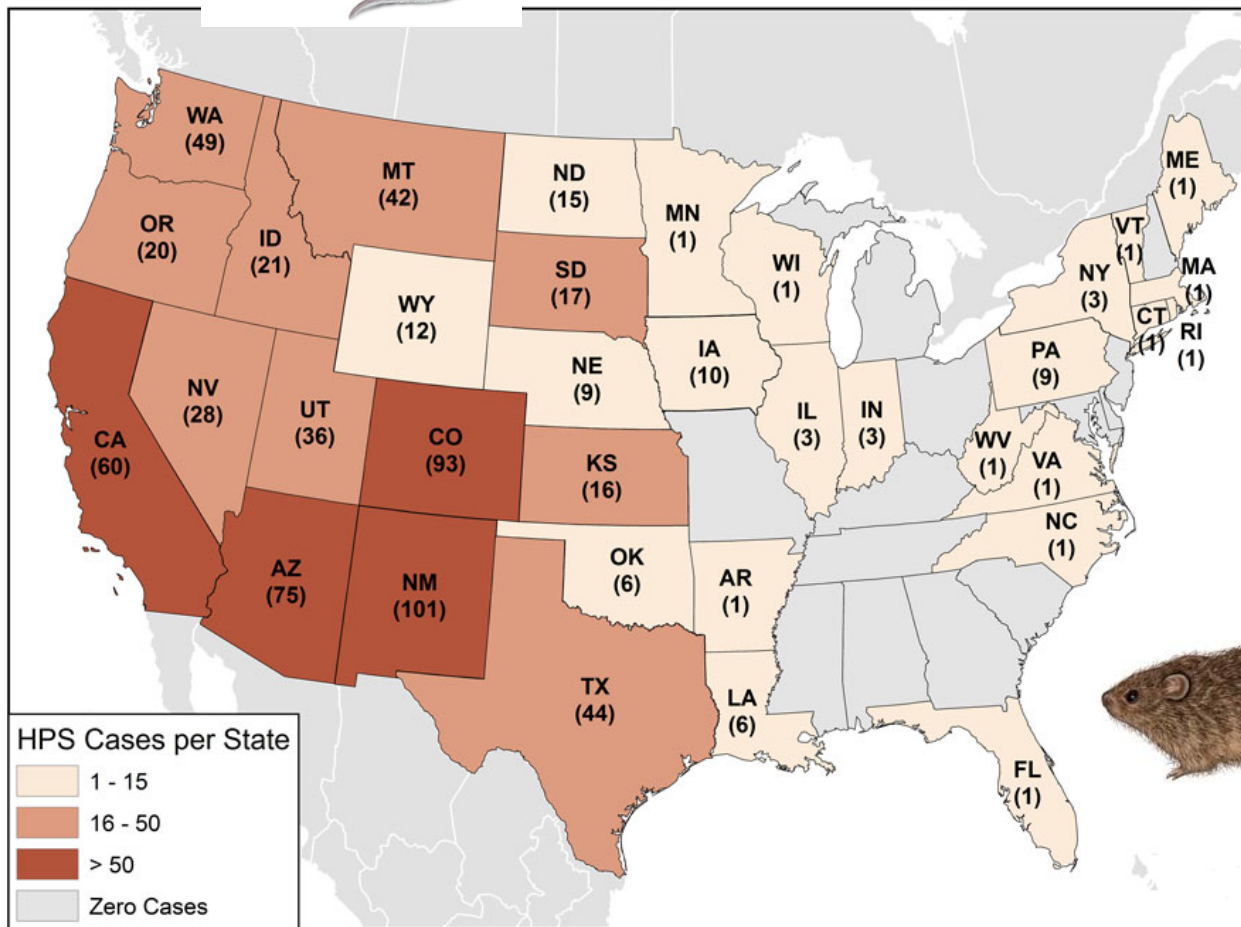 WA
(49)
MT
(42)
ND
(15)
MN
(1)
ME
(1)
VT
(1)
OR
(20)
ID
(21)
SD
(17)
WI
(1)
NY
(3)
MA
(1)
WY
(12)
CT
(1)
RI
(1)
NE
(9)
IA
(10)
PA
(9)
NV
(28)
UT
(36)
IL
(3)
IN
(3)
CA
(60)
CO
(93)
KS
(16)
WV
(1)
VA
(1)
NC
(1)
AZ
(75)
NM
(101)
OK
(6)
AR
(1)
TX
(44)
LA
(6)
FL
(1)
HPS Cases per State
1 - 15
16 - 50
> 50
Zero Cases